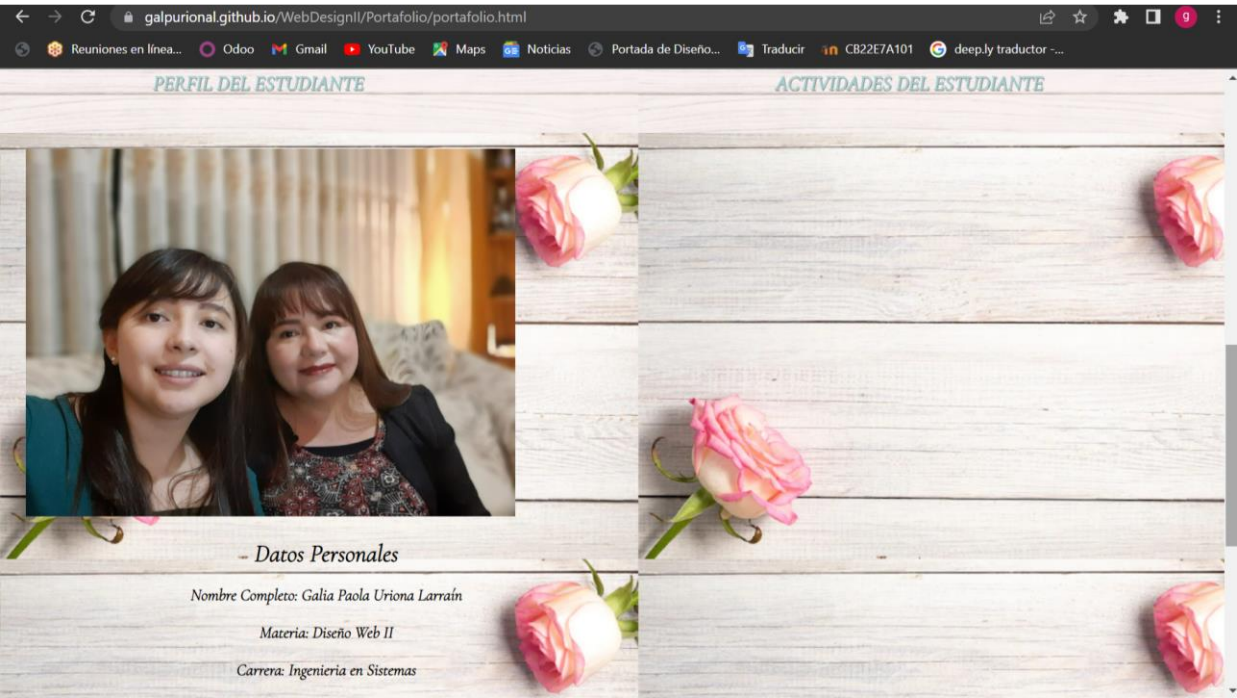 galpurional.github.io/WebDesignII/Portafolio/portafolio.html
g
Reuniones en línea... Odoo Gmail YouTube Maps Noticias Portada de Diseño... Traducir CB22E7A101 deep.ly traductor -...
PERFIL DEL ESTUDIANTE
ACTIVIDADES DEL ESTUDIANTE
Datos Personales
Nombre Completo: Galia Paola Uriona Larraín
Materia: Diseño Web II
Carrera: Ingenieria en Sistemas